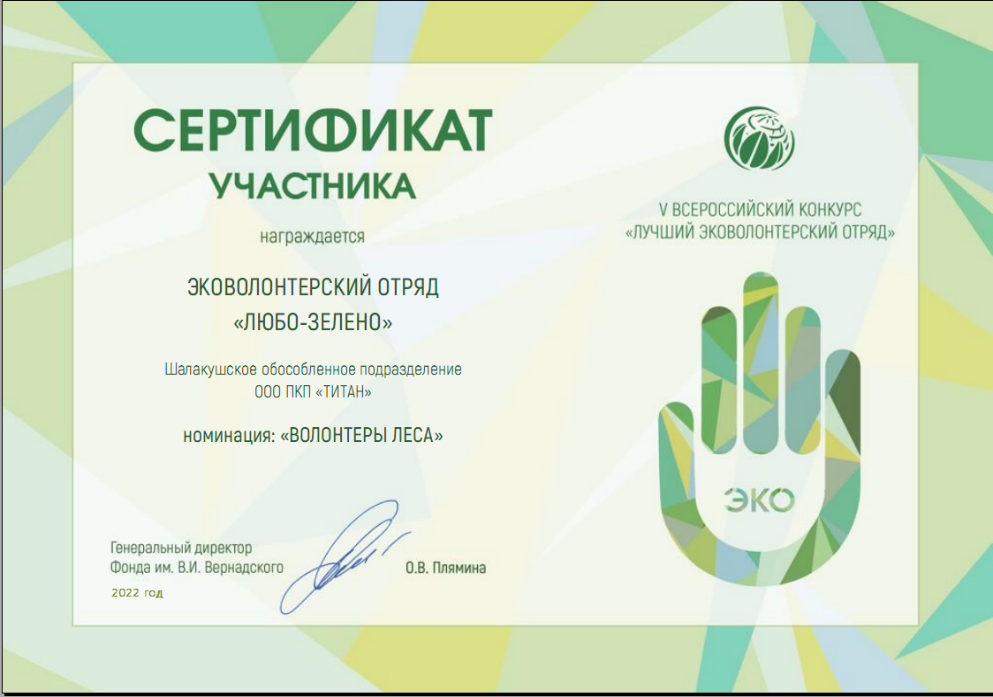 СЕРТИФИКАТ
УЧАСТНИКА
награждается
ЭКОВОЛОНТЕРСКИЙ ОТРЯД
«ЛЮБО-ЗЕЛЕНО»
Шалакушское обособленное подразделение
ООО ПКП «ТИТАН»
номинация: «ВОЛОНТЕРЫ ЛЕСА»
Генеральный директор
Фонда им. В.И. Вернадского
О.В. Плямина
2022 год
V ВСЕРОССИЙСКИЙ КОНКУРС
«ЛУЧШИЙ ЭКОВОЛОНТЕРСКИЙ ОТРЯД»
ЭКО